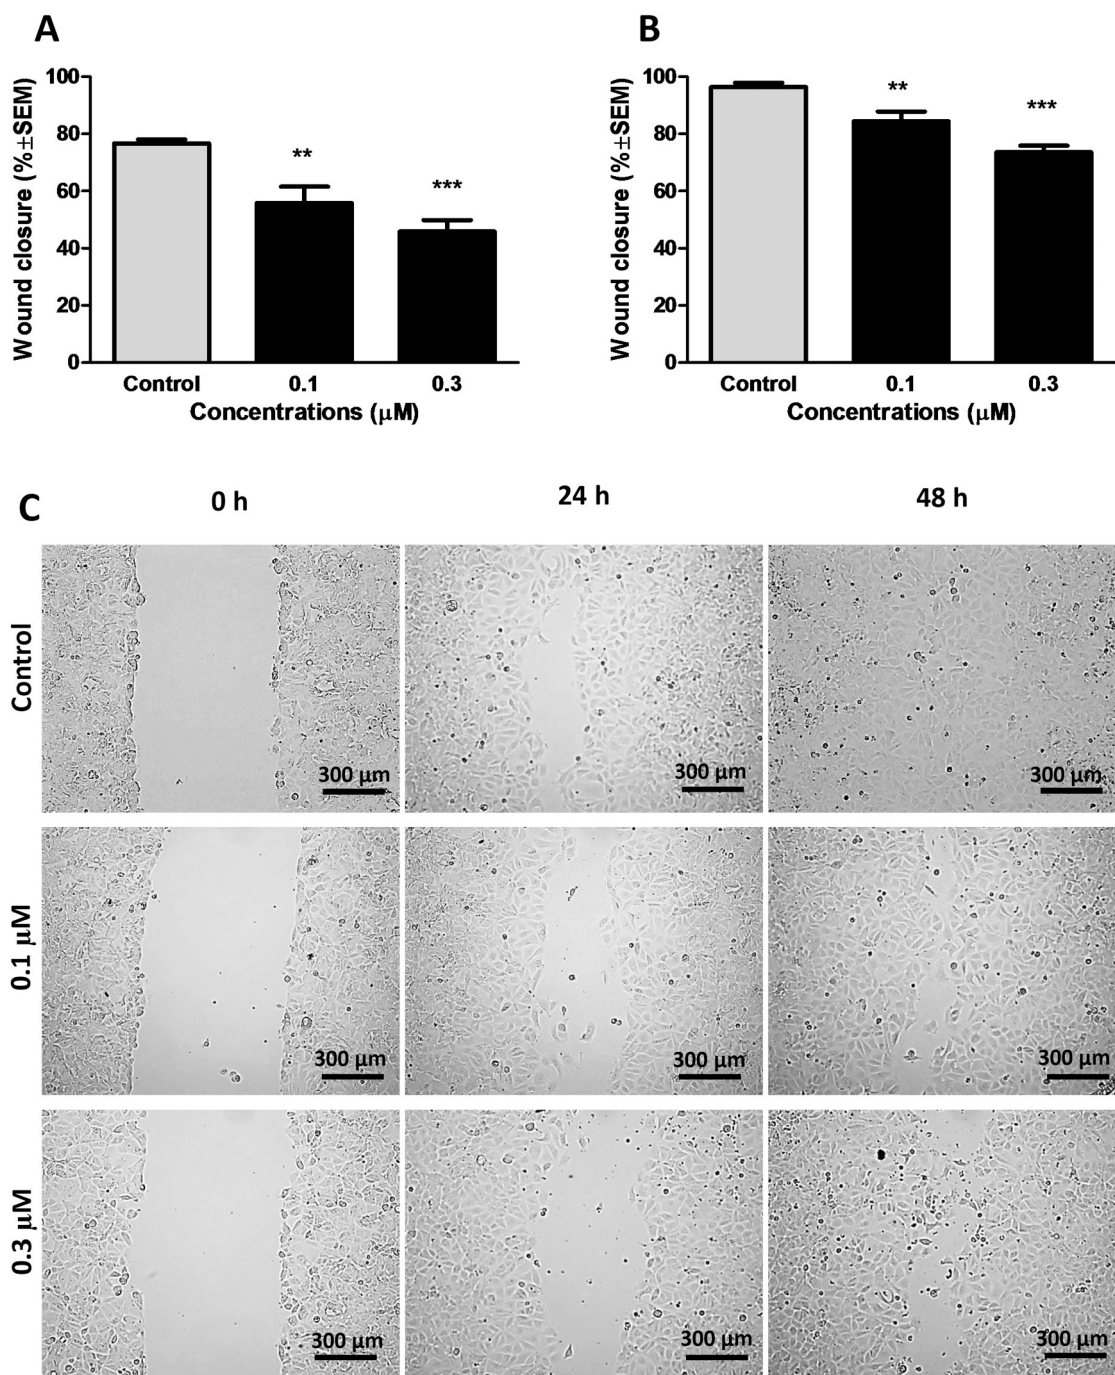 A
B
Wound closure (%±SEM)
100
80
60
40
20
0
**
***
Control
0.1
0.3
Concentrations (μM)
Wound closure (%±SEM)
100
80
60
40
20
0
**
***
Control
0.1
0.3
Concentrations (μM)
C
0 h
24 h
48 h
Control
300 μm
300 μm
300 μm
0.1 μM
300 μm
300 μm
300 μm
0.3 μM
300 μm
300 μm
300 μm